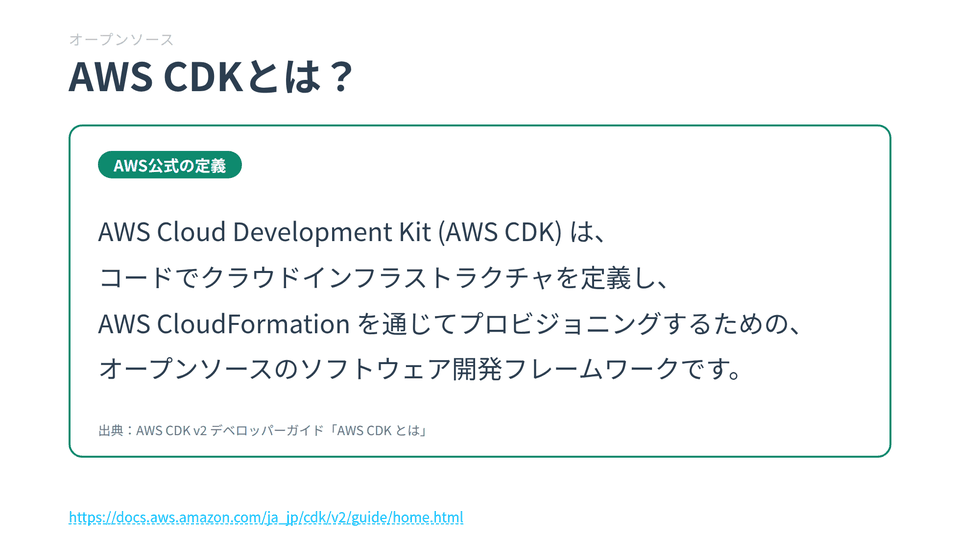 オープンソース
AWS CDKとは？
AWS公式の定義
AWS Cloud Development Kit (AWS CDK) は、
コードでクラウドインフラストラクチャを定義し、
AWS CloudFormation を通じてプロビジョニングするための、
オープンソースのソフトウェア開発フレームワークです。
出典：AWS CDK v2 デベロッパーガイド「AWS CDK とは」
https://docs.aws.amazon.com/ja_jp/cdk/v2/guide/home.html